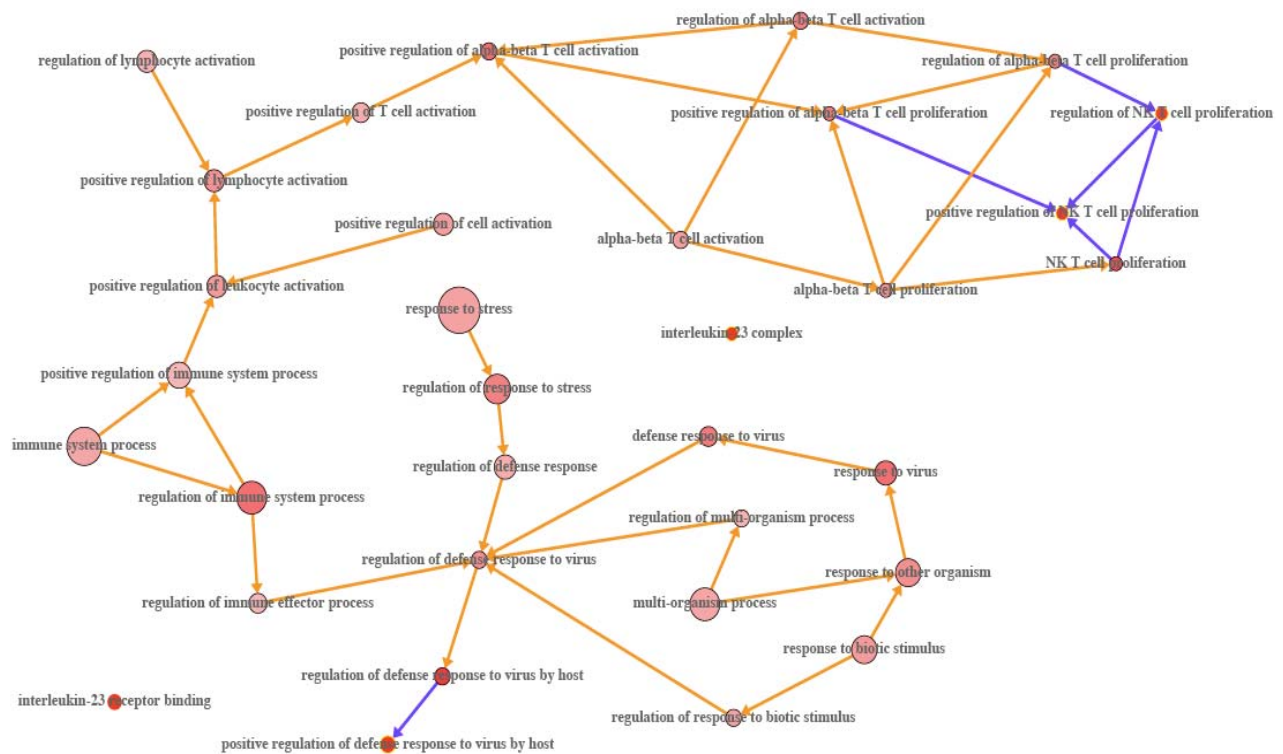 regulation of alpha-beta T cell activation
positive regulation of alpha-beta T cell activation
regulation of lymphocyte activation
regulation of alpha-beta T cell proliferation
positive regulation of T cell activation
positive regulation of alpha-beta T cell proliferation
regulation of NK T cell proliferation
positive regulation of lymphocyte activation
positive regulation of NK T cell proliferation
positive regulation of cell activation
alpha-beta T cell activation
NK T cell proliferation
positive regulation of leukocyte activation
alpha-beta T cell proliferation
response to stress
interleukin-23 complex
positive regulation of immune system process
regulation of response to stress
defense response to virus
immune system process
regulation of defense response
response to virus
regulation of immune system process
regulation of multi-organism process
regulation of defense response to virus
response to other organism
regulation of immune effector process
multi-organism process
response to biotic stimulus
regulation of defense response to virus by host
interleukin-23 receptor binding
regulation of response to biotic stimulus
positive regulation of defense response to virus by host